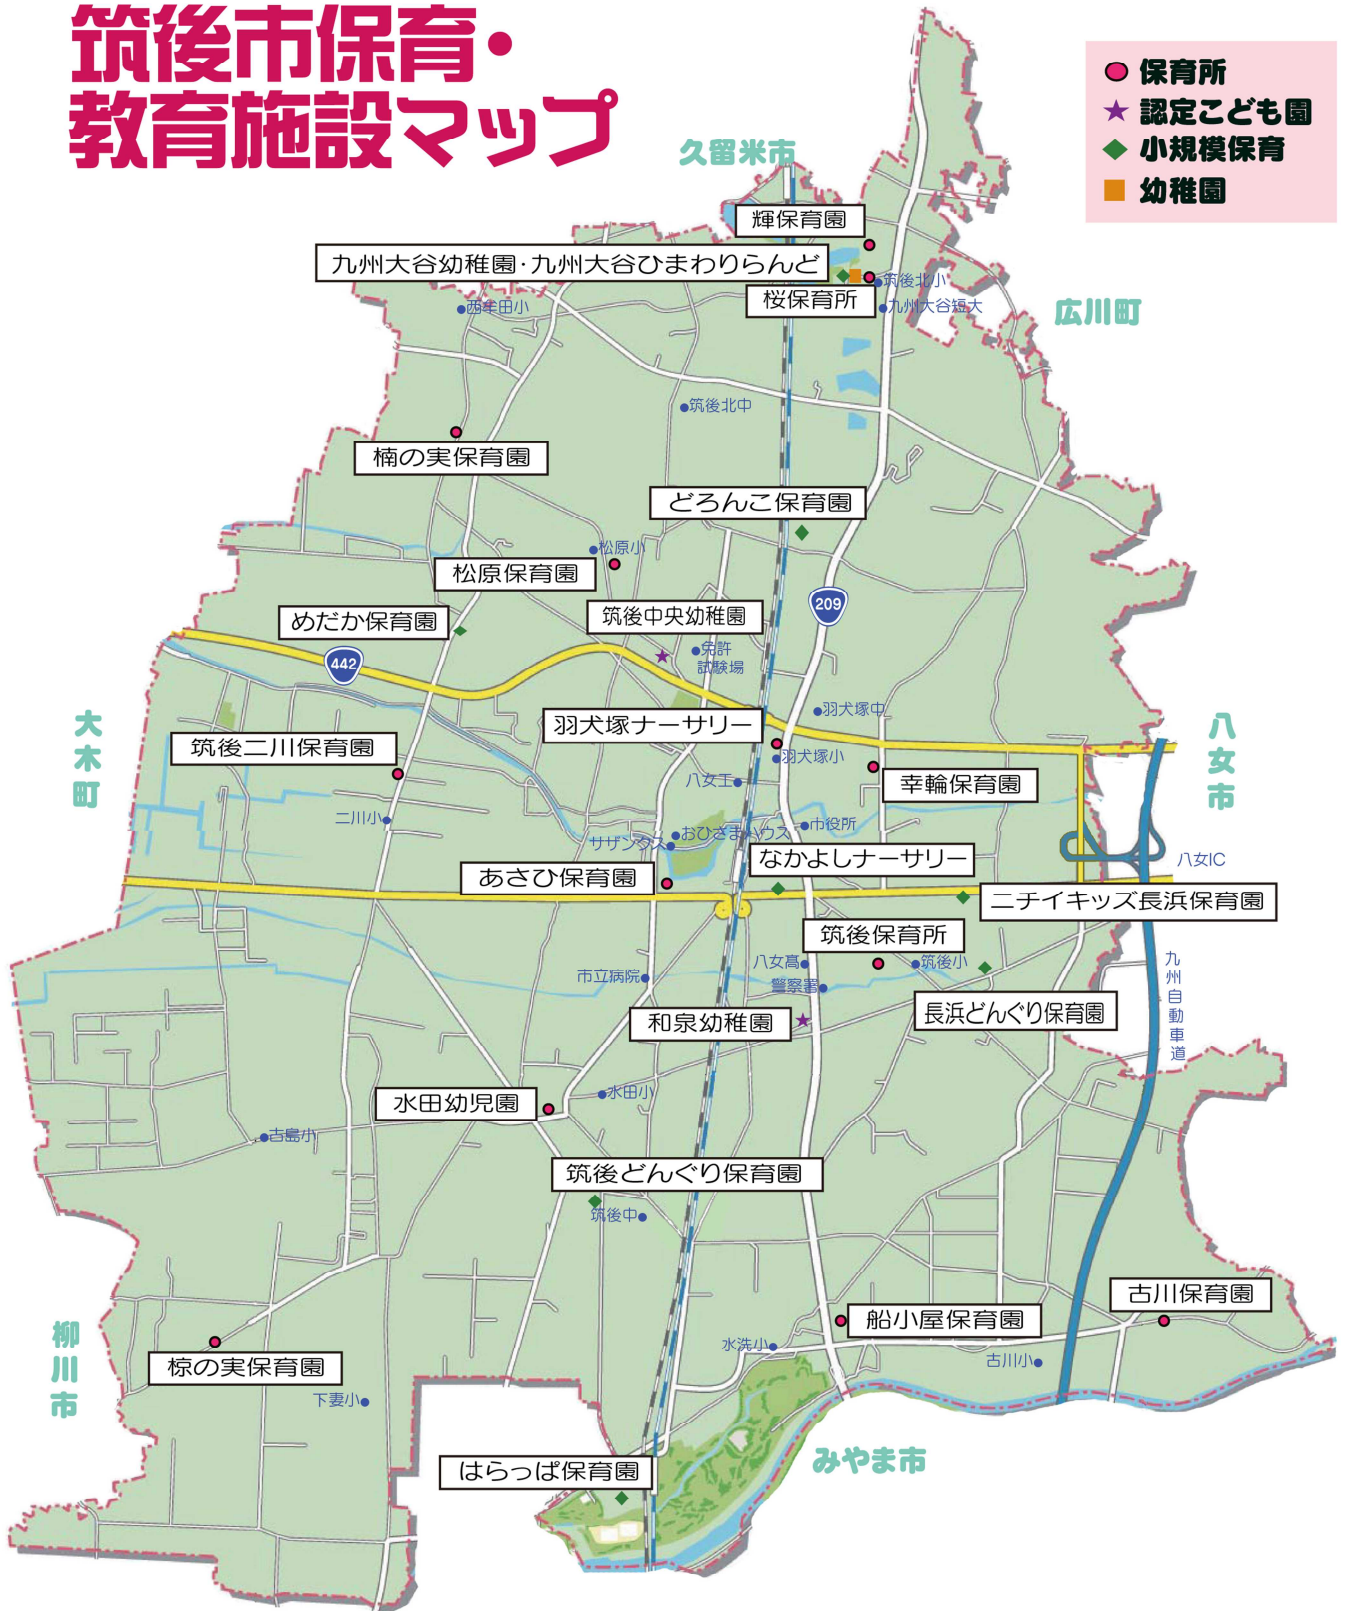 筑後市保育・
教育施設マップ
保育所
認定こども園
小規模保育
幼稚園
久留米市
輝保育園
九州大谷幼稚園・九州大谷ひまわりらんど
筑後北小
桜保育所
九州大谷短大
広川町
西牟田小
筑後北中
楠の実保育園
どろんこ保育園
松原小
松原保育園
めだか保育園
筑後中央幼稚園
209
442
免許
試験場
大木町
羽犬塚ナーサリー
羽犬塚中
八女市
筑後二川保育園
羽犬塚小
八女工
幸輪保育園
二川小
おひさまハウス
市役所
サザンクス
なかよしナーサリー
八女IC
あさひ保育園
ニチイキッズ長浜保育園
筑後保育所
市立病院
八女高
筑後小
警察署
九州自動車道
和泉幼稚園
長浜どんぐり保育園
水田幼児園
水田小
古島小
筑後どんぐり保育園
筑後中
古川保育園
船小屋保育園
柳川市
椋の実保育園
水洗小
古川小
下妻小
みやま市
はらっぱ保育園